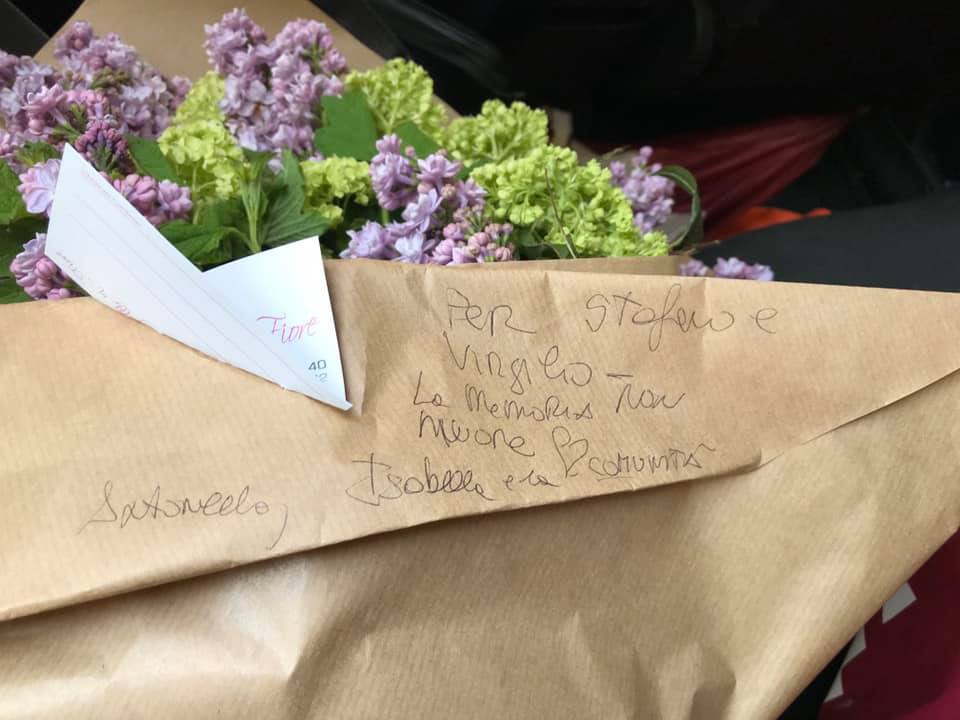 Fiore
40
Per Stefano e
Virgilio -
La memoria non
muore
Isabella e la comunità